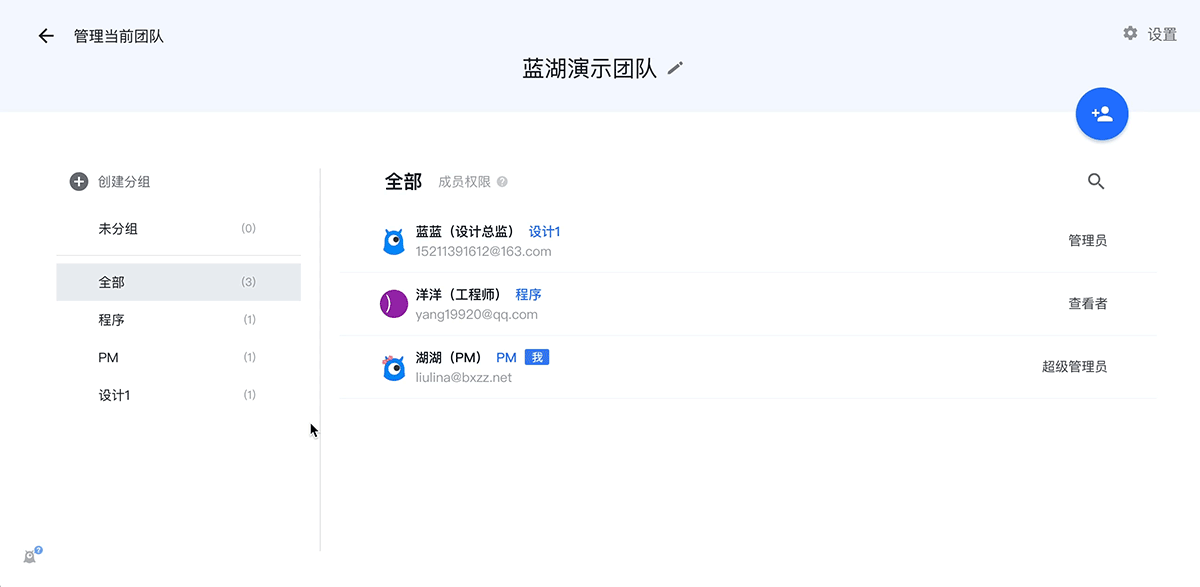 管理当前团队
设置
蓝湖演示团队
创建分组
未分组 (0)
全部 (3)
程序 (1)
PM (1)
设计1 (1)
全部 成员权限 ?
蓝蓝（设计总监） 设计1
15211391612@163.com
管理员
洋洋（工程师） 程序
yang19920@qq.com
查看者
湖湖（PM） PM 我
liulina@bxzz.net
超级管理员
?